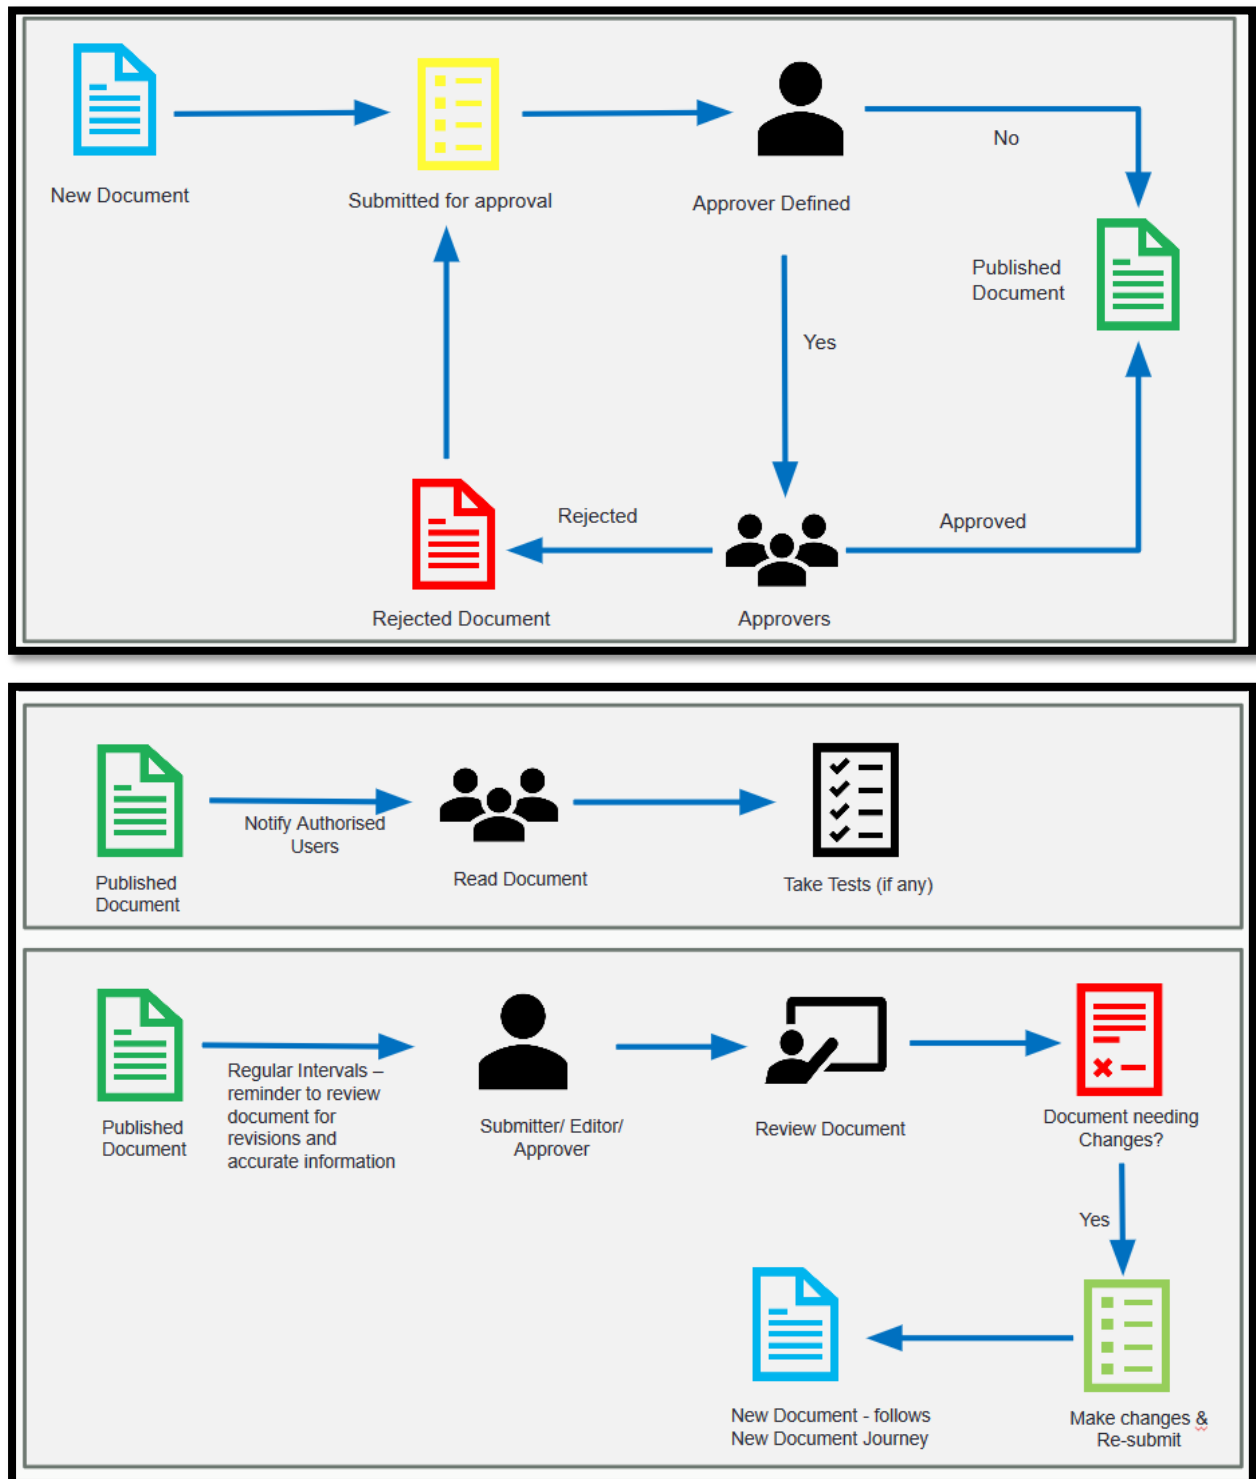 New Document
Submitted for approval
Approver Defined
No
Published
Document
Yes
Rejected
Approved
Rejected Document
Approvers
Notify Authorised
Users
Published
Document
Read Document
Take Tests (if any)
Published
Document
Regular Intervals –
reminder to review
document for
revisions and
accurate information
Submitter/ Editor/
Approver
Review Document
Document needing
Changes?
Yes
New Document - follows
New Document Journey
Make changes &
Re-submit